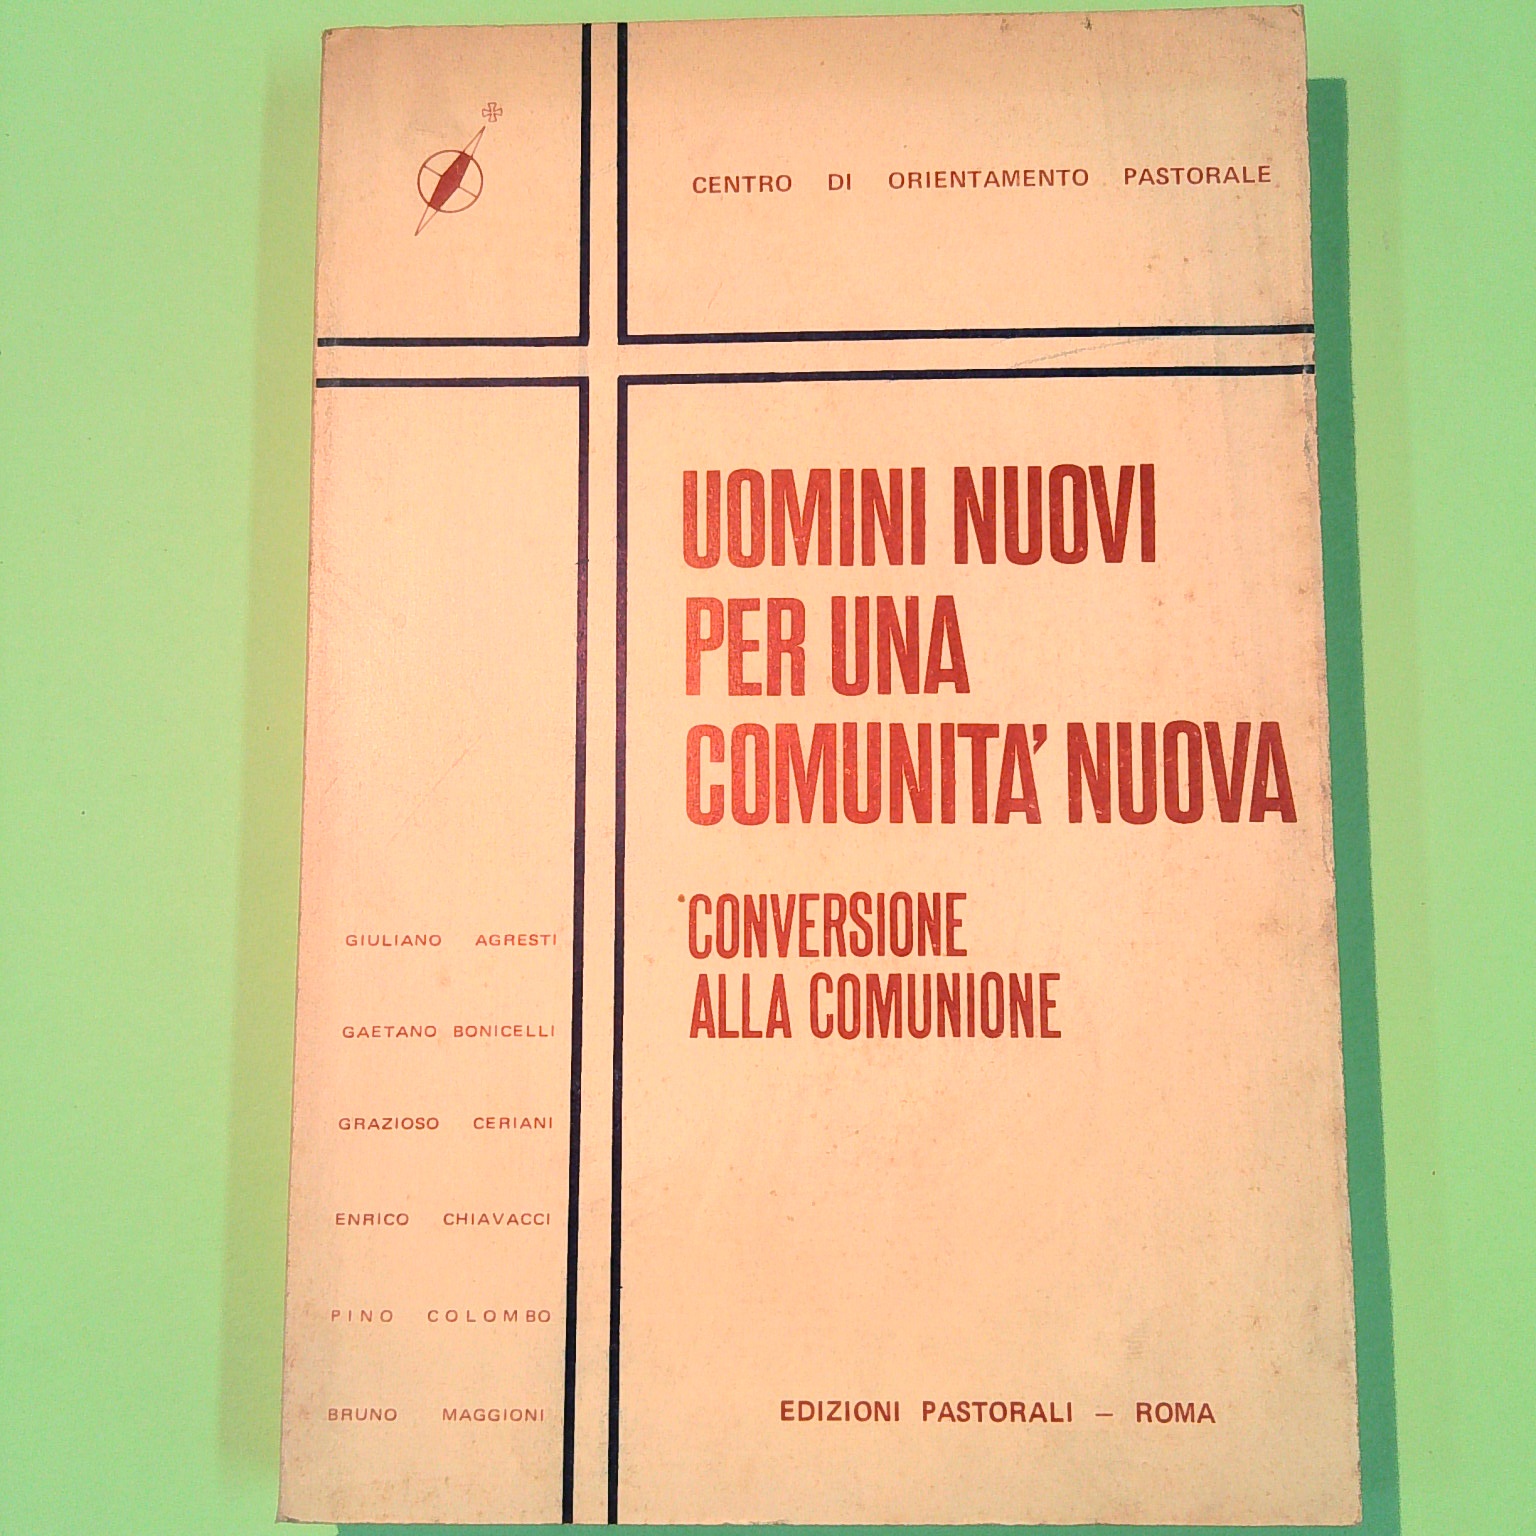 CENTRO DI ORIENTAMENTO PASTORALE
UOMINI NUOVI
PER UNA
COMUNITA' NUOVA
CONVERSIONE
ALLA COMUNIONE
GIULIANO AGRESTI
GAETANO BONICELLI
GRAZIOSO CERIANI
ENRICO CHIAVACCI
PINO COLOMBO
BRUNO MAGGIONI
EDIZIONI PASTORALI – ROMA